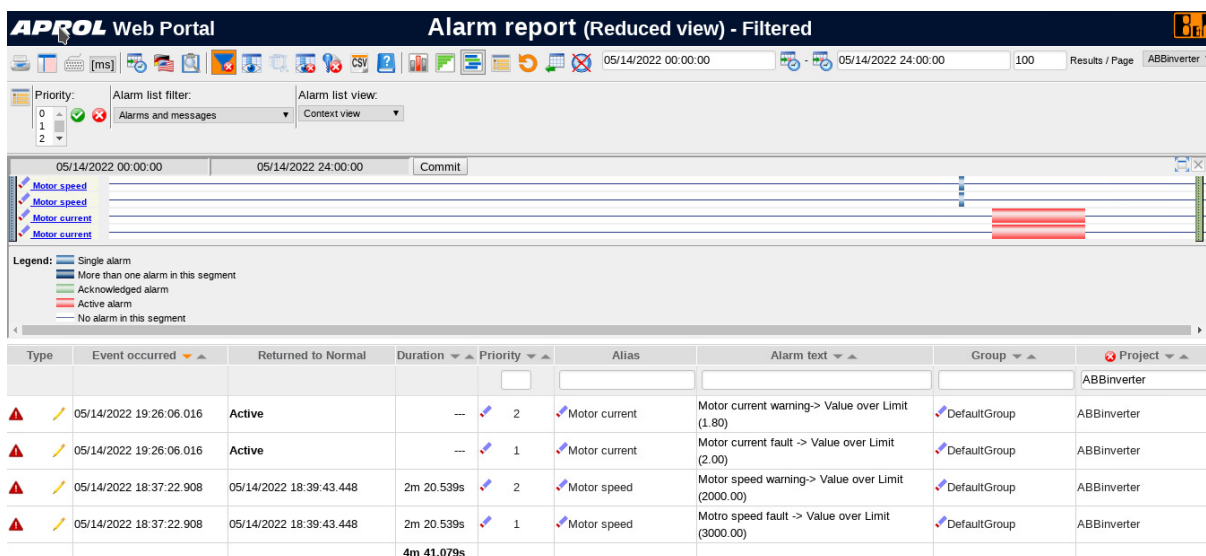 APROL Web Portal
Alarm report (Reduced view) - Filtered
[ms] CSV ? 05/14/2022 00:00:00 - 05/14/2022 24:00:00 100 Results / Page ABBinverter
Priority: Alarm list filter: Alarm list view:
0
1
2
Alarms and messages
Context view
05/14/2022 00:00:00 05/14/2022 24:00:00 Commit
Motor speed
Motor speed
Motor current
Motor current
Legend: Single alarm
More than one alarm in this segment
Acknowledged alarm
Active alarm
No alarm in this segment
Type Event occurred Returned to Normal Duration Priority Alias Alarm text Group Project
ABBinverter
05/14/2022 19:26:06.016 Active --- 2 Motor current Motor current warning-> Value over Limit
(1.80)
DefaultGroup ABBinverter
05/14/2022 19:26:06.016 Active --- 1 Motor current Motor current fault -> Value over Limit
(2.00)
DefaultGroup ABBinverter
05/14/2022 18:37:22.908 05/14/2022 18:39:43.448 2m 20.539s 2 Motor speed Motor speed warning-> Value over Limit
(2000.00)
DefaultGroup ABBinverter
05/14/2022 18:37:22.908 05/14/2022 18:39:43.448 2m 20.539s 1 Motor speed Motro speed fault -> Value over Limit
(3000.00)
DefaultGroup ABBinverter
4m 41.079s